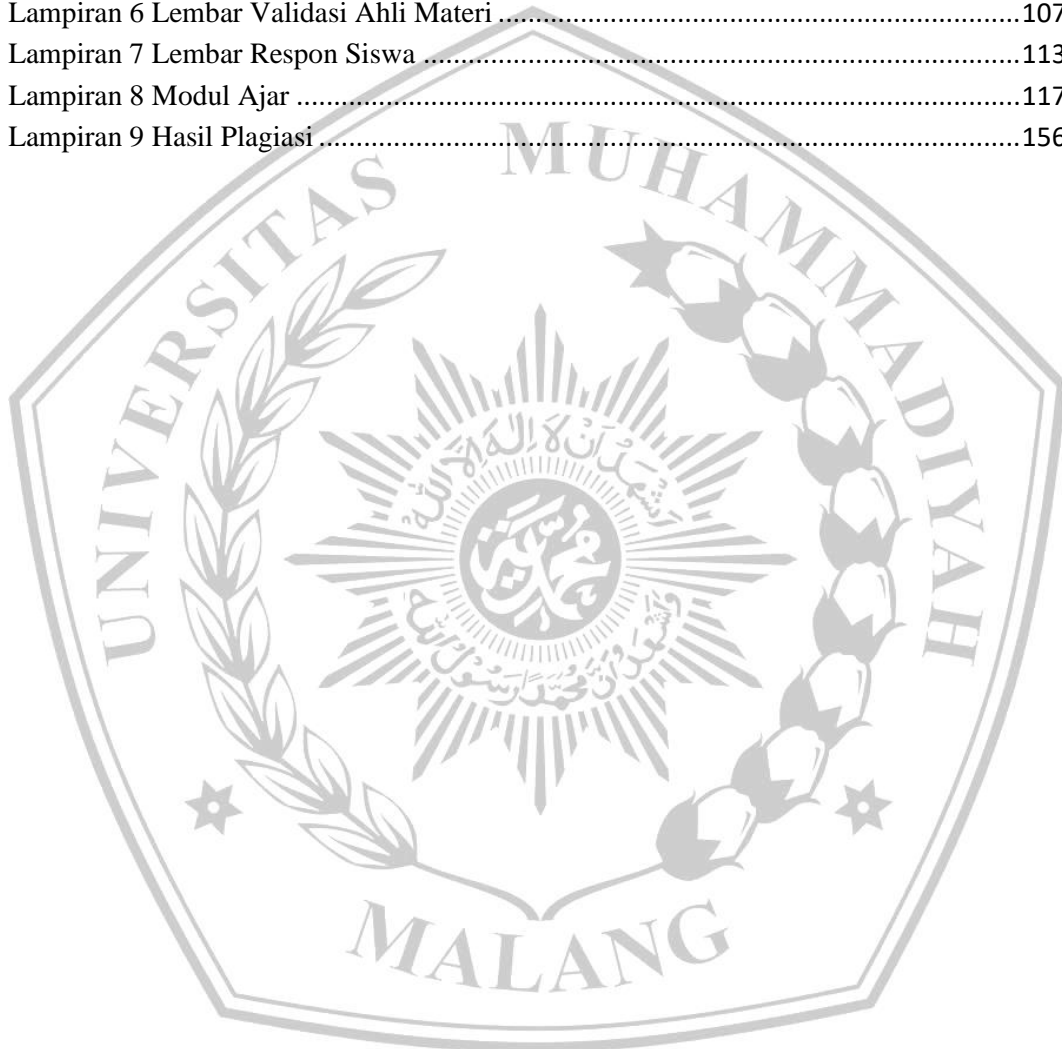 Lampiran 6 Lembar Validasi Ahli Materi ........................................................................ 107
Lampiran 7 Lembar Respon Siswa ................................................................................. 113
Lampiran 8 Modul Ajar .................................................................................................. 117
Lampiran 9 Hasil Plagiasi ............................................................................................... 156
UNIVERSITAS MUHAMMADIYAH
MALANG